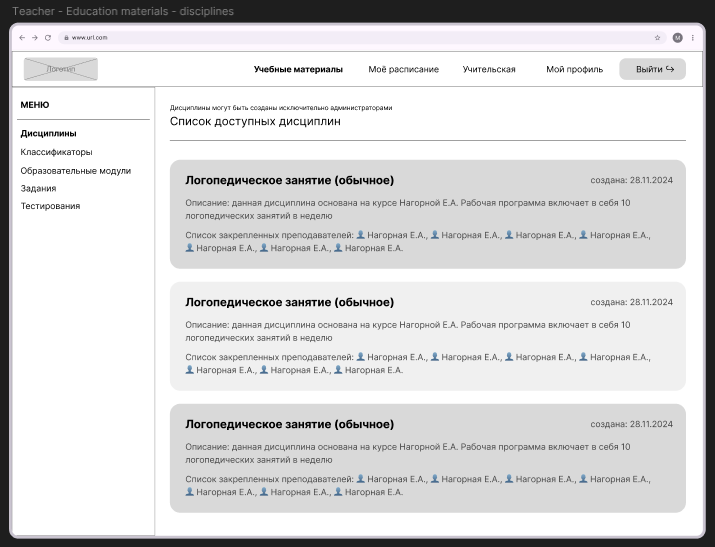 Teacher - Education materials - disciplines
www.url.com
M
Логотип
Учебные материалы
Моё расписание
Учительская
Мой профиль
Выйти
МЕНЮ
Дисциплины
Классификаторы
Образовательные модули
Задания
Тестирования
Дисциплины могут быть созданы исключительно администраторами
Список доступных дисциплин
Логопедическое занятие (обычное)
создана: 28.11.2024
Описание: данная дисциплина основана на курсе Нагорной Е.А. Рабочая программа включает в себя 10
логопедических занятий в неделю
Список закрепленных преподавателей: 👤 Нагорная Е.А., 👤 Нагорная Е.А., 👤 Нагорная Е.А., 👤 Нагорная Е.А.,
👤 Нагорная Е.А., 👤 Нагорная Е.А., 👤 Нагорная Е.А.
Логопедическое занятие (обычное)
создана: 28.11.2024
Описание: данная дисциплина основана на курсе Нагорной Е.А. Рабочая программа включает в себя 10
логопедических занятий в неделю
Список закрепленных преподавателей: 👤 Нагорная Е.А., 👤 Нагорная Е.А., 👤 Нагорная Е.А., 👤 Нагорная Е.А.,
👤 Нагорная Е.А., 👤 Нагорная Е.А., 👤 Нагорная Е.А.
Логопедическое занятие (обычное)
создана: 28.11.2024
Описание: данная дисциплина основана на курсе Нагорной Е.А. Рабочая программа включает в себя 10
логопедических занятий в неделю
Список закрепленных преподавателей: 👤 Нагорная Е.А., 👤 Нагорная Е.А., 👤 Нагорная Е.А., 👤 Нагорная Е.А.,
👤 Нагорная Е.А., 👤 Нагорная Е.А., 👤 Нагорная Е.А.